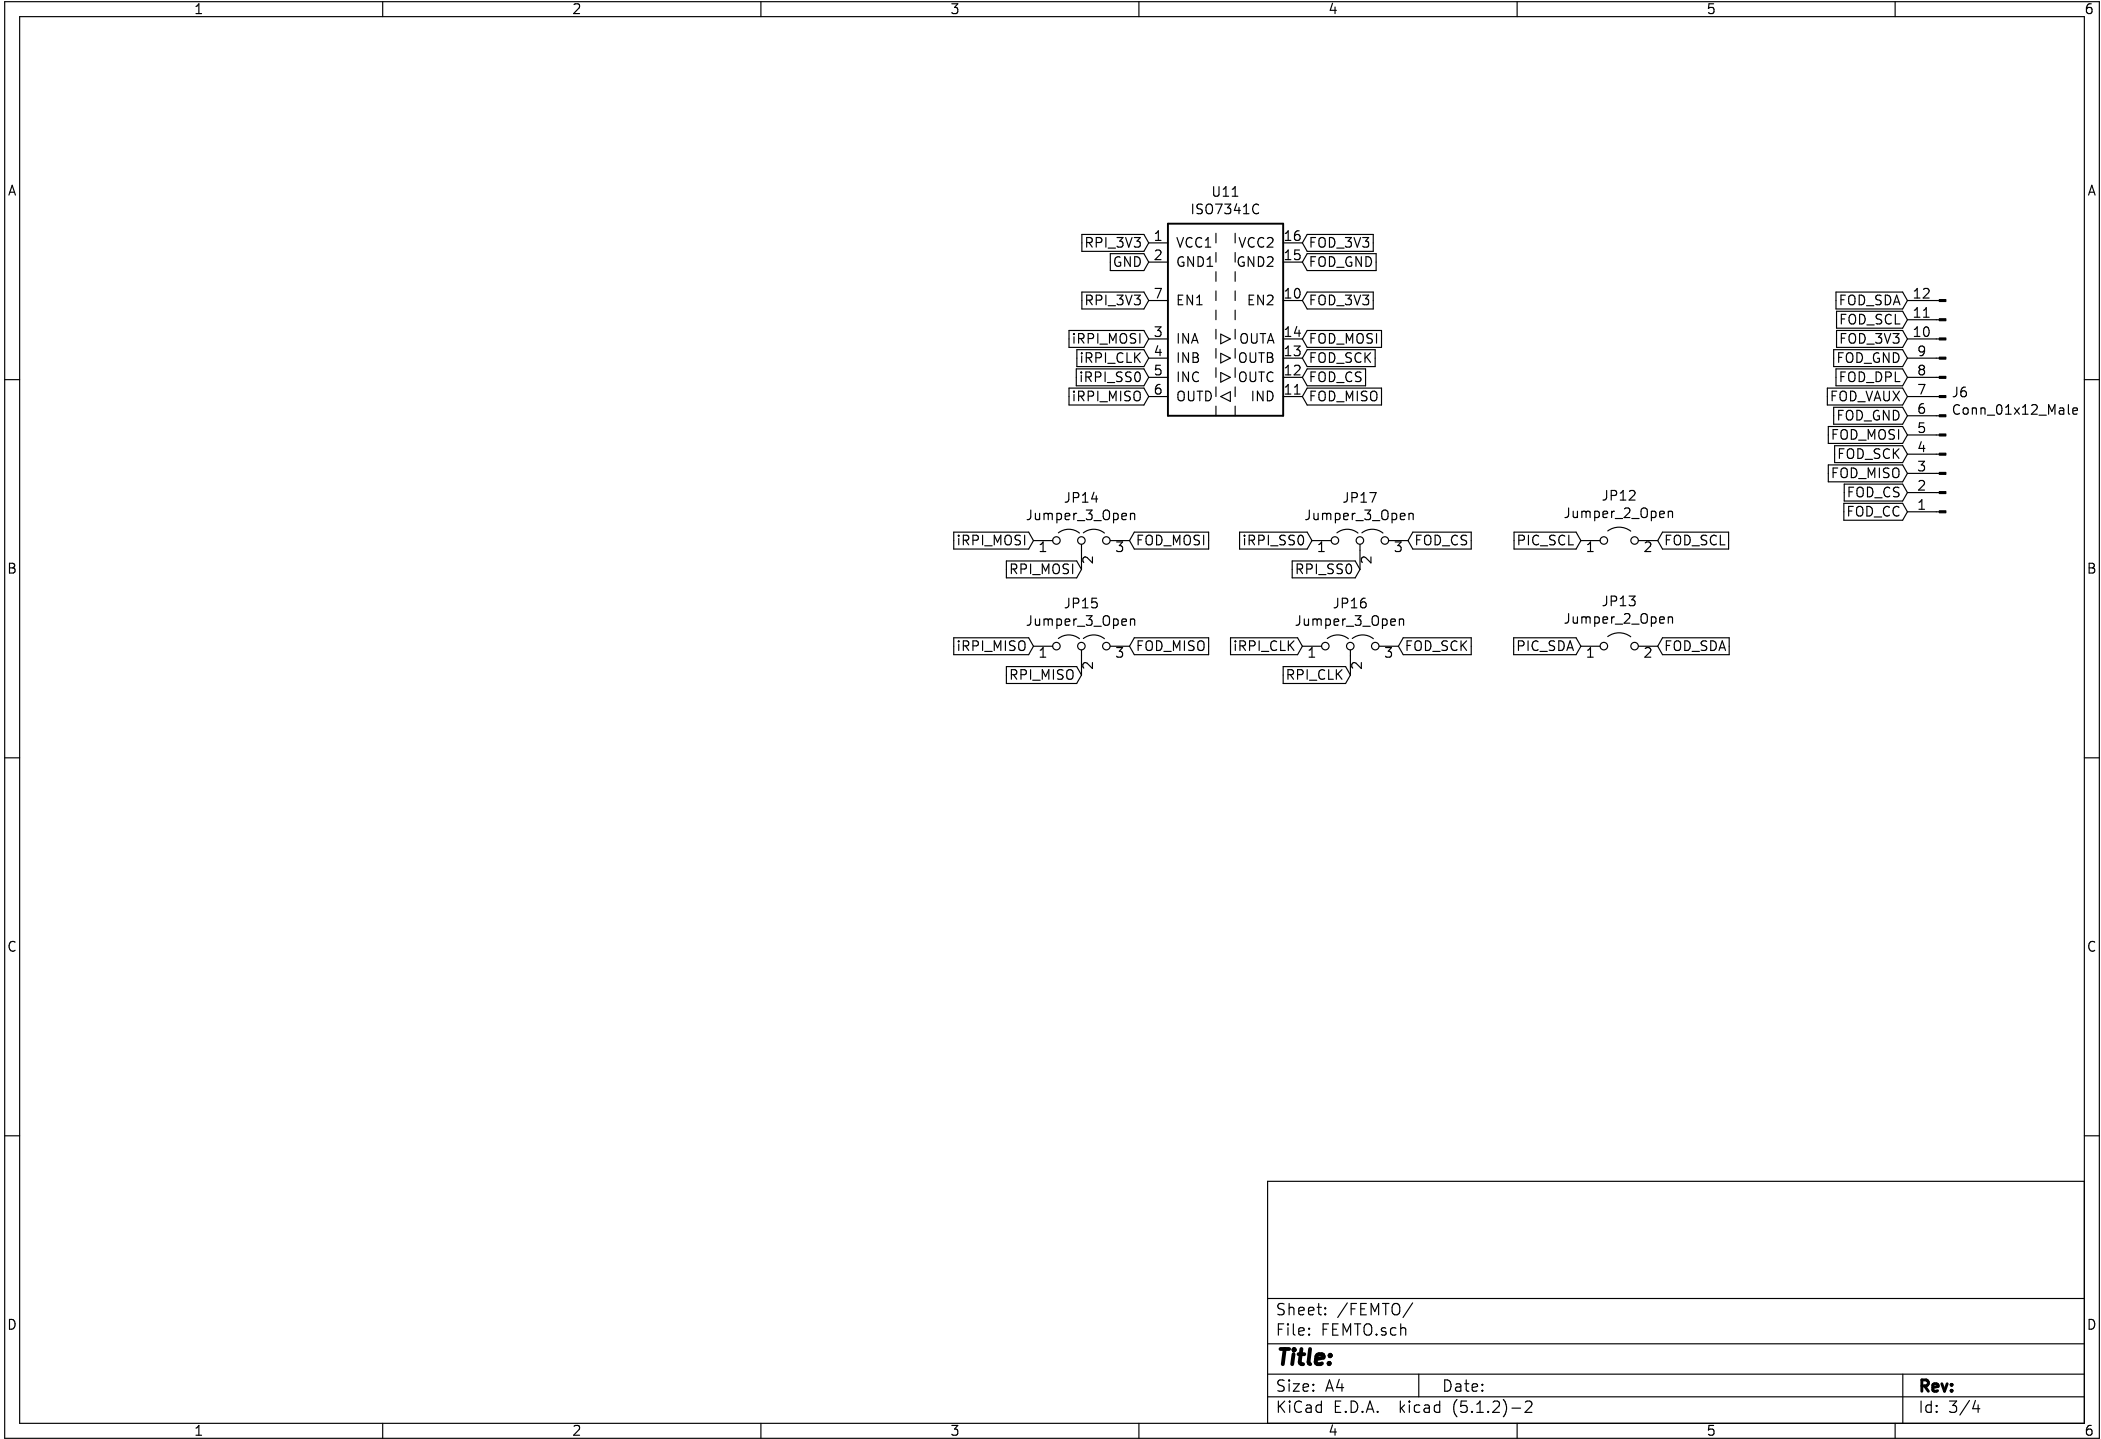 1 2 3 4 5 6
A A
U11
ISO7341C
RPI_3V3 1 VCC1 VCC2 16 FOD_3V3
GND 2 GND1 GND2 15 FOD_GND
RPI_3V3 7 EN1 EN2 10 FOD_3V3
iRPI_MOSI 3 INA OUTA 14 FOD_MOSI
iRPI_CLK 4 INB OUTB 13 FOD_SCK
iRPI_SS0 5 INC OUTC 12 FOD_CS
iRPI_MISO 6 OUTD IND 11 FOD_MISO
FOD_SDA 12
FOD_SCL 11
FOD_3V3 10
FOD_GND 9
FOD_DPL 8
FOD_VAUX 7
FOD_GND 6
FOD_MOSI 5
FOD_SCK 4
FOD_MISO 3
FOD_CS 2
FOD_CC 1
J6
Conn_01x12_Male
JP14
Jumper_3_Open
iRPI_MOSI 1 3 FOD_MOSI
RPI_MOSI 2
JP17
Jumper_3_Open
iRPI_SS0 1 3 FOD_CS
RPI_SS0 2
JP12
Jumper_2_Open
PIC_SCL 1 2 FOD_SCL
B B
JP15
Jumper_3_Open
iRPI_MISO 1 3 FOD_MISO
RPI_MISO 2
JP16
Jumper_3_Open
iRPI_CLK 1 3 FOD_SCK
RPI_CLK 2
JP13
Jumper_2_Open
PIC_SDA 1 2 FOD_SDA
C C
D D
Sheet: /FEMTO/
File: FEMTO.sch
Title:
Size: A4 Date: Rev:
KiCad E.D.A. kicad (5.1.2)-2 Id: 3/4
1 2 3 4 5 6